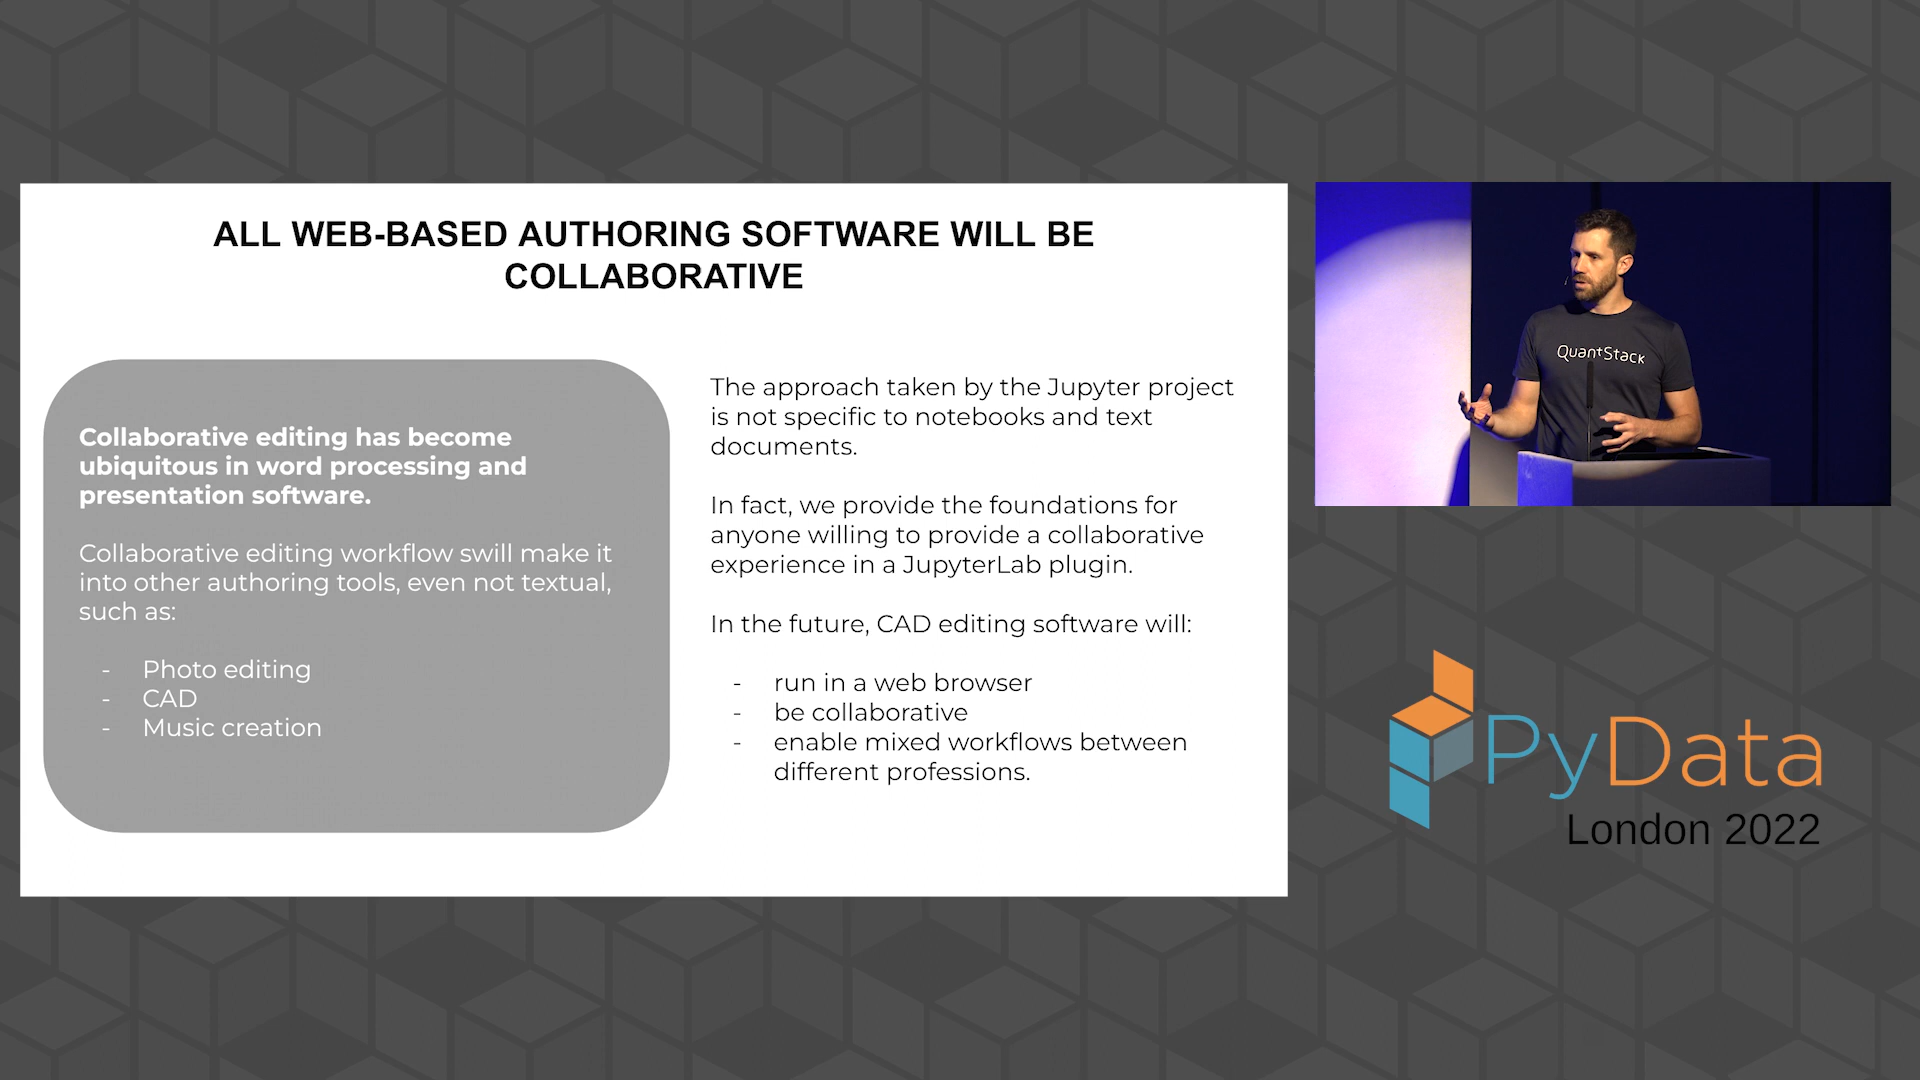 ALL WEB-BASED AUTHORING SOFTWARE WILL BE
COLLABORATIVE
Collaborative editing has become
ubiquitous in word processing and
presentation software.
Collaborative editing workflow swill make it
into other authoring tools, even not textual,
such as:
- Photo editing
- CAD
- Music creation
The approach taken by the Jupyter project
is not specific to notebooks and text
documents.
In fact, we provide the foundations for
anyone willing to provide a collaborative
experience in a JupyterLab plugin.
In the future, CAD editing software will:
- run in a web browser
- be collaborative
- enable mixed workflows between
different professions.
QuantStack
PyData
London 2022